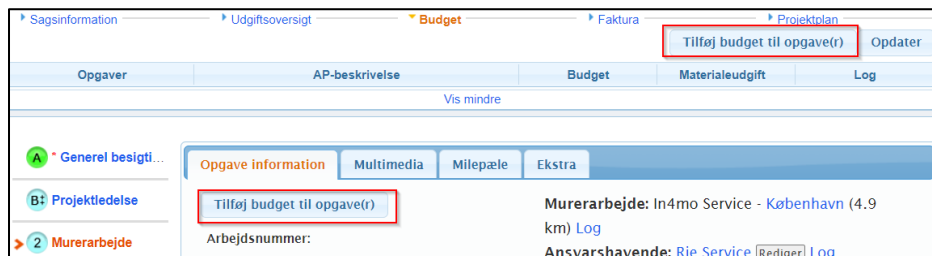 Sagsinformation Udgiftsoversigt Budget Faktura Projektplan
Tilføj budget til opgave(r) Opdater
Opgaver AP-beskrivelse Budget Materialeudgift Log
Vis mindre
A * Generel besigti...
Opgave information Multimedia Milepæle Ekstra
B‡ Projektledelse
Tilføj budget til opgave(r)
Murerarbejde: In4mo Service - København (4.9
km) Log
2 Murerarbejde
Arbejdsnummer:
Ansvarshavende: Rie Service Rediger Log